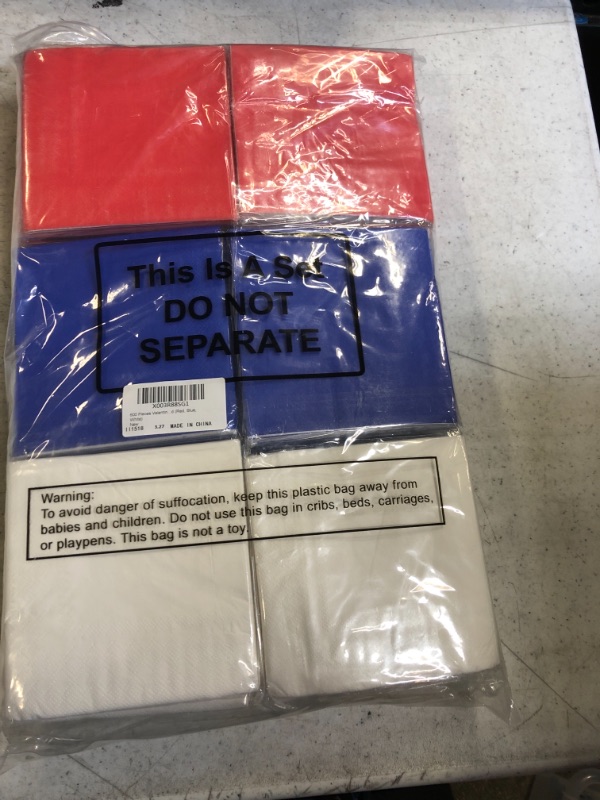 This Is A Set
DO NOT
SEPARATE
New
MADE IN CHINA
Warning:
To avoid danger of suffocation, keep this plastic bag away from
babies and children. Do not use this bag in cribs, beds, carriages,
or playpens. This bag is not a toy.